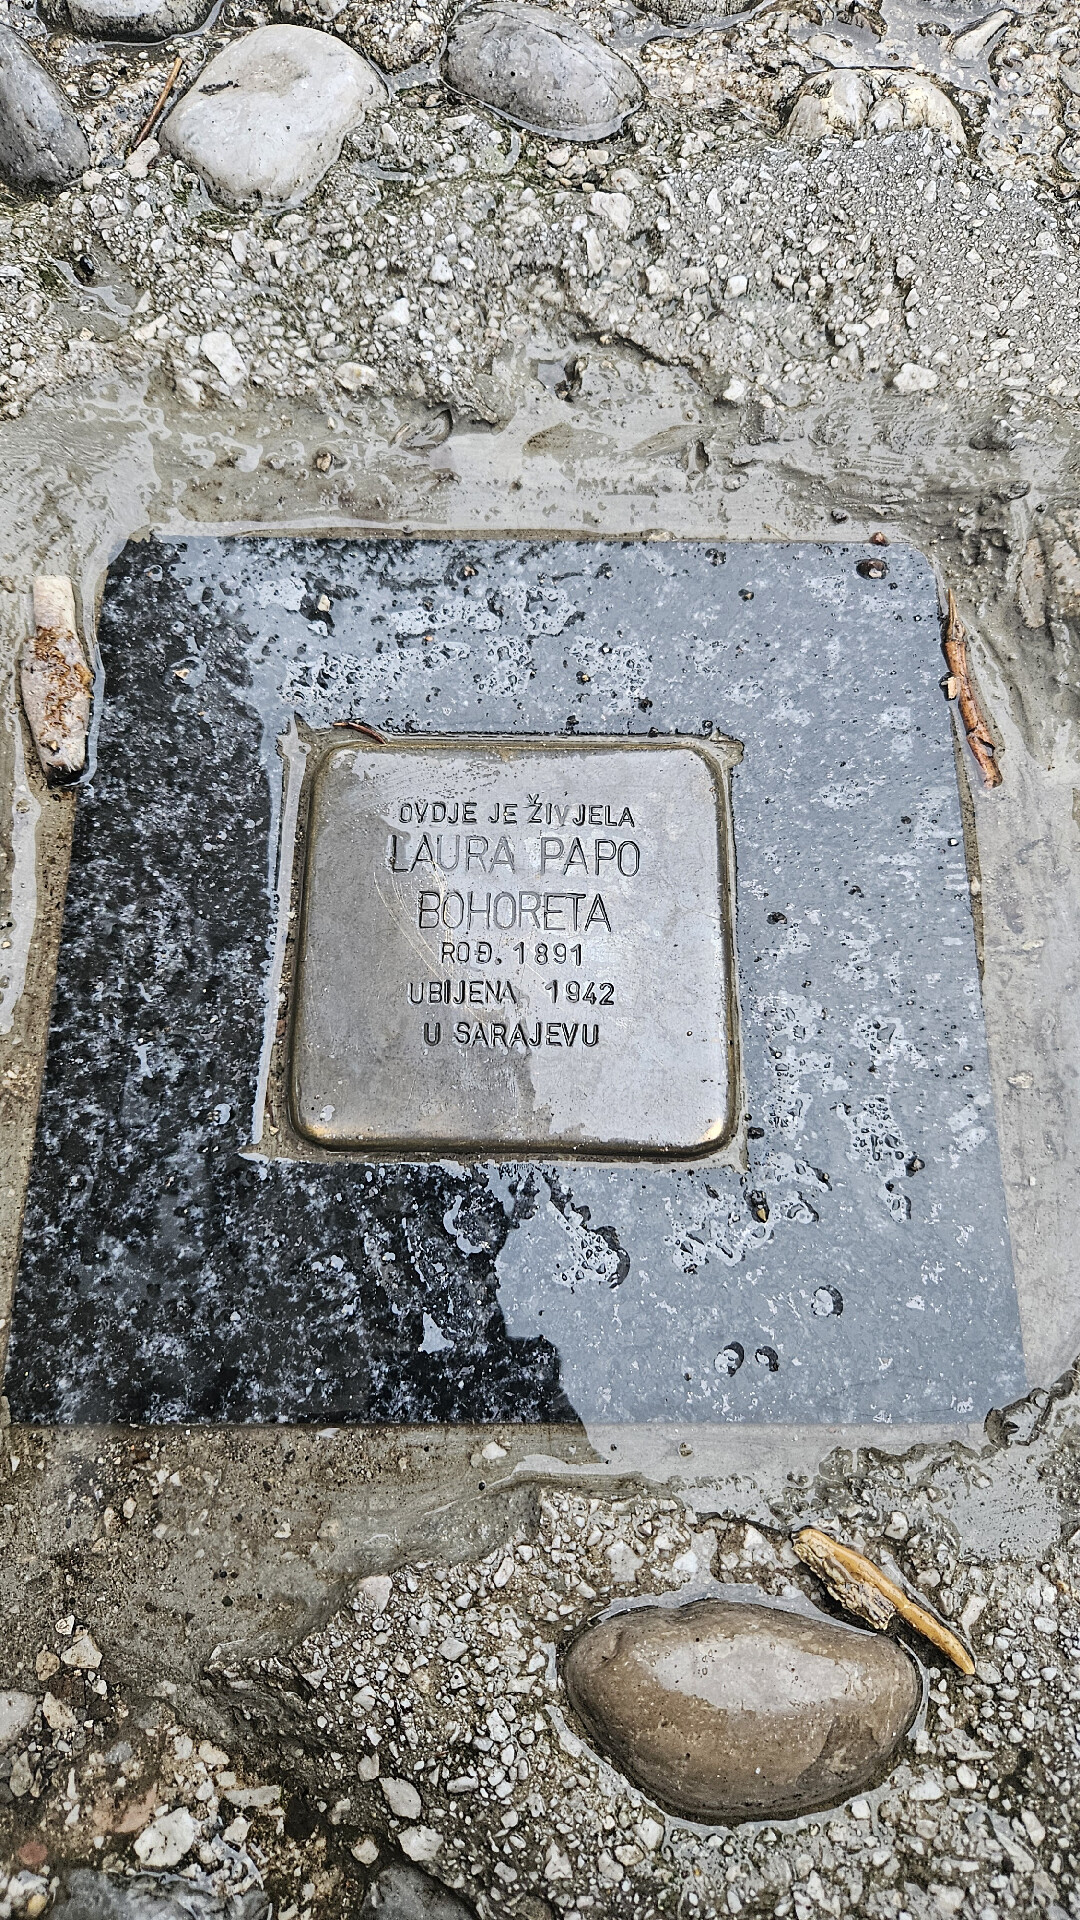 OVDJE JE ŽIVJELA
LAURA PAPO
BOHORETA
ROĐ. 1891
UBIJENA 1942
U SARAJEVU